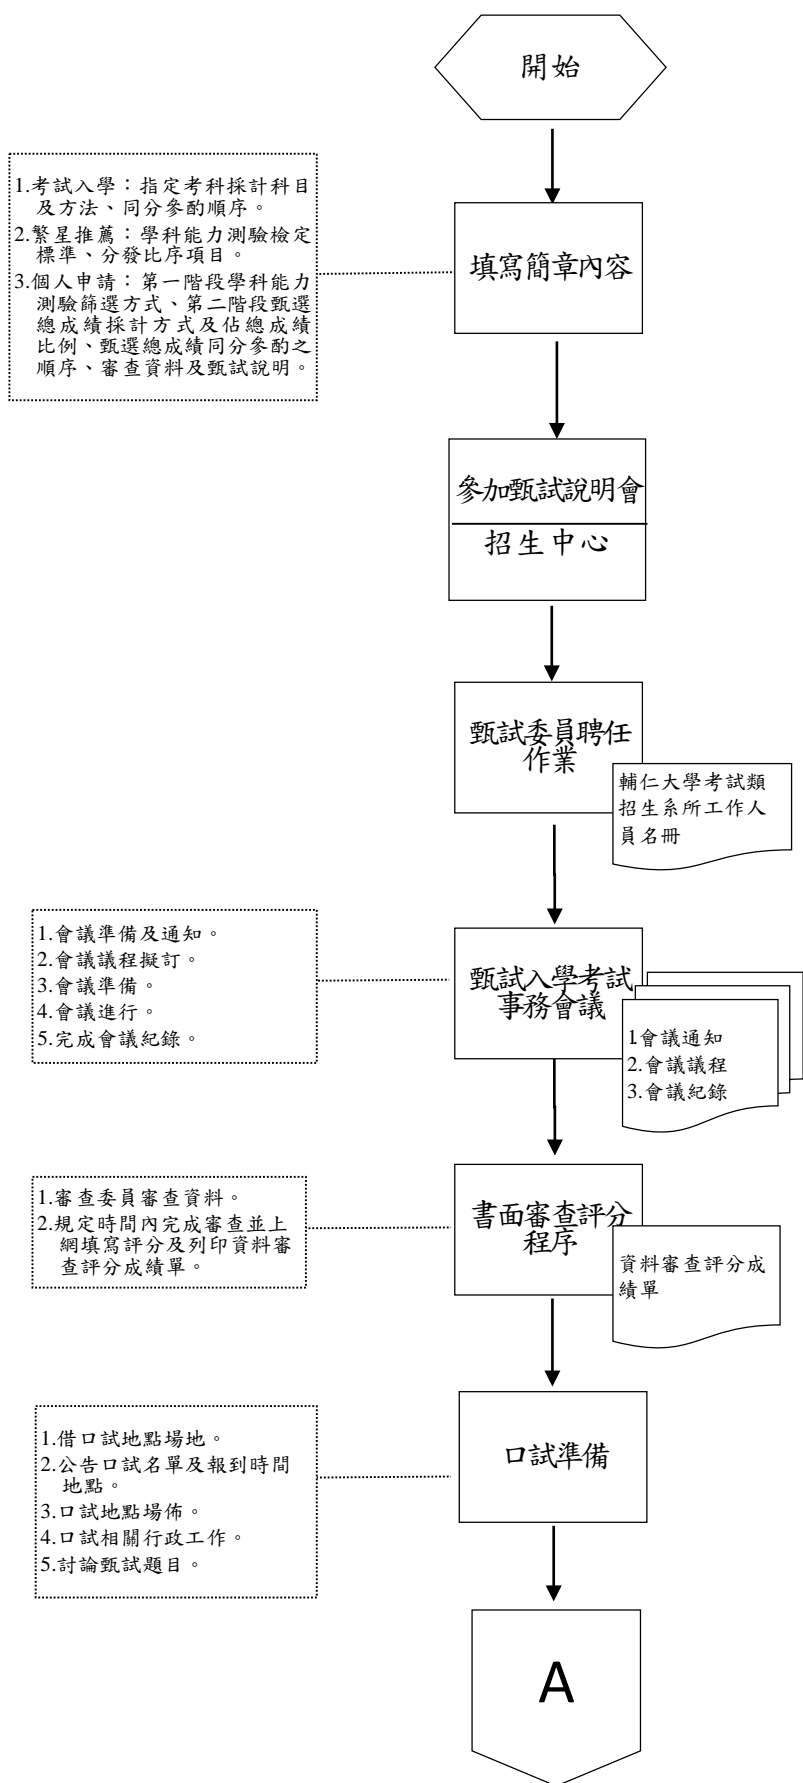 開始
1.考試入學：指定考科採計科目
及方法、同分參酌順序。
2.繁星推薦：學科能力測驗檢定
標準、分發比序項目。
3.個人申請：第一階段學科能力
測驗篩選方式、第二階段甄選
總成績採計方式及佔總成績
比例、甄選總成績同分參酌之
順序、審查資料及甄試說明。
填寫簡章內容
參加甄試說明會
招生中心
甄試委員聘任
作業
輔仁大學考試類
招生系所工作人
員名冊
1.會議準備及通知。
2.會議議程擬訂。
3.會議準備。
4.會議進行。
5.完成會議紀錄。
甄試入學考試
事務會議
1.會議通知
2.會議議程
3.會議紀錄
1.審查委員審查資料。
2.規定時間內完成審查並上
網填寫評分及列印資料審
查評分成績單。
書面審查評分
程序
資料審查評分成
績單
1.借口試地點場地。
2.公告口試名單及報到時間
地點。
3.口試地點場佈。
4.口試相關行政工作。
5.討論甄試題目。
口試準備
A